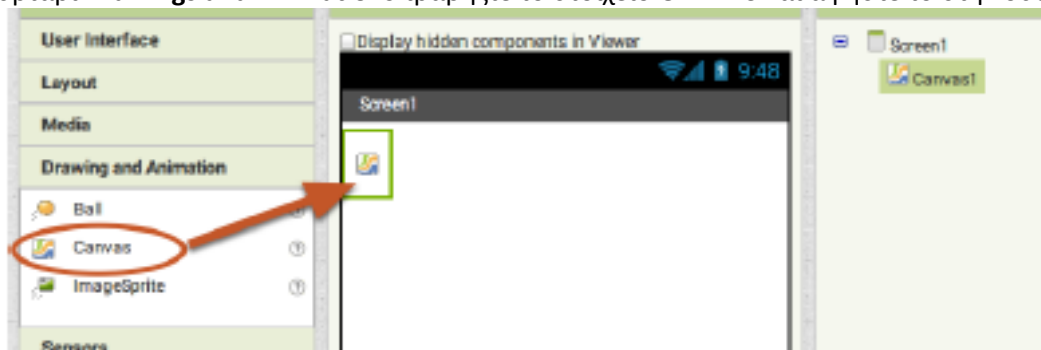 User Interface
Layout
Media
Drawing and Animation
Ball
Canvas
ImageSprite
Sensors
Display hidden components in Viewer
9:48
Screen1
Screen1
Canvas1